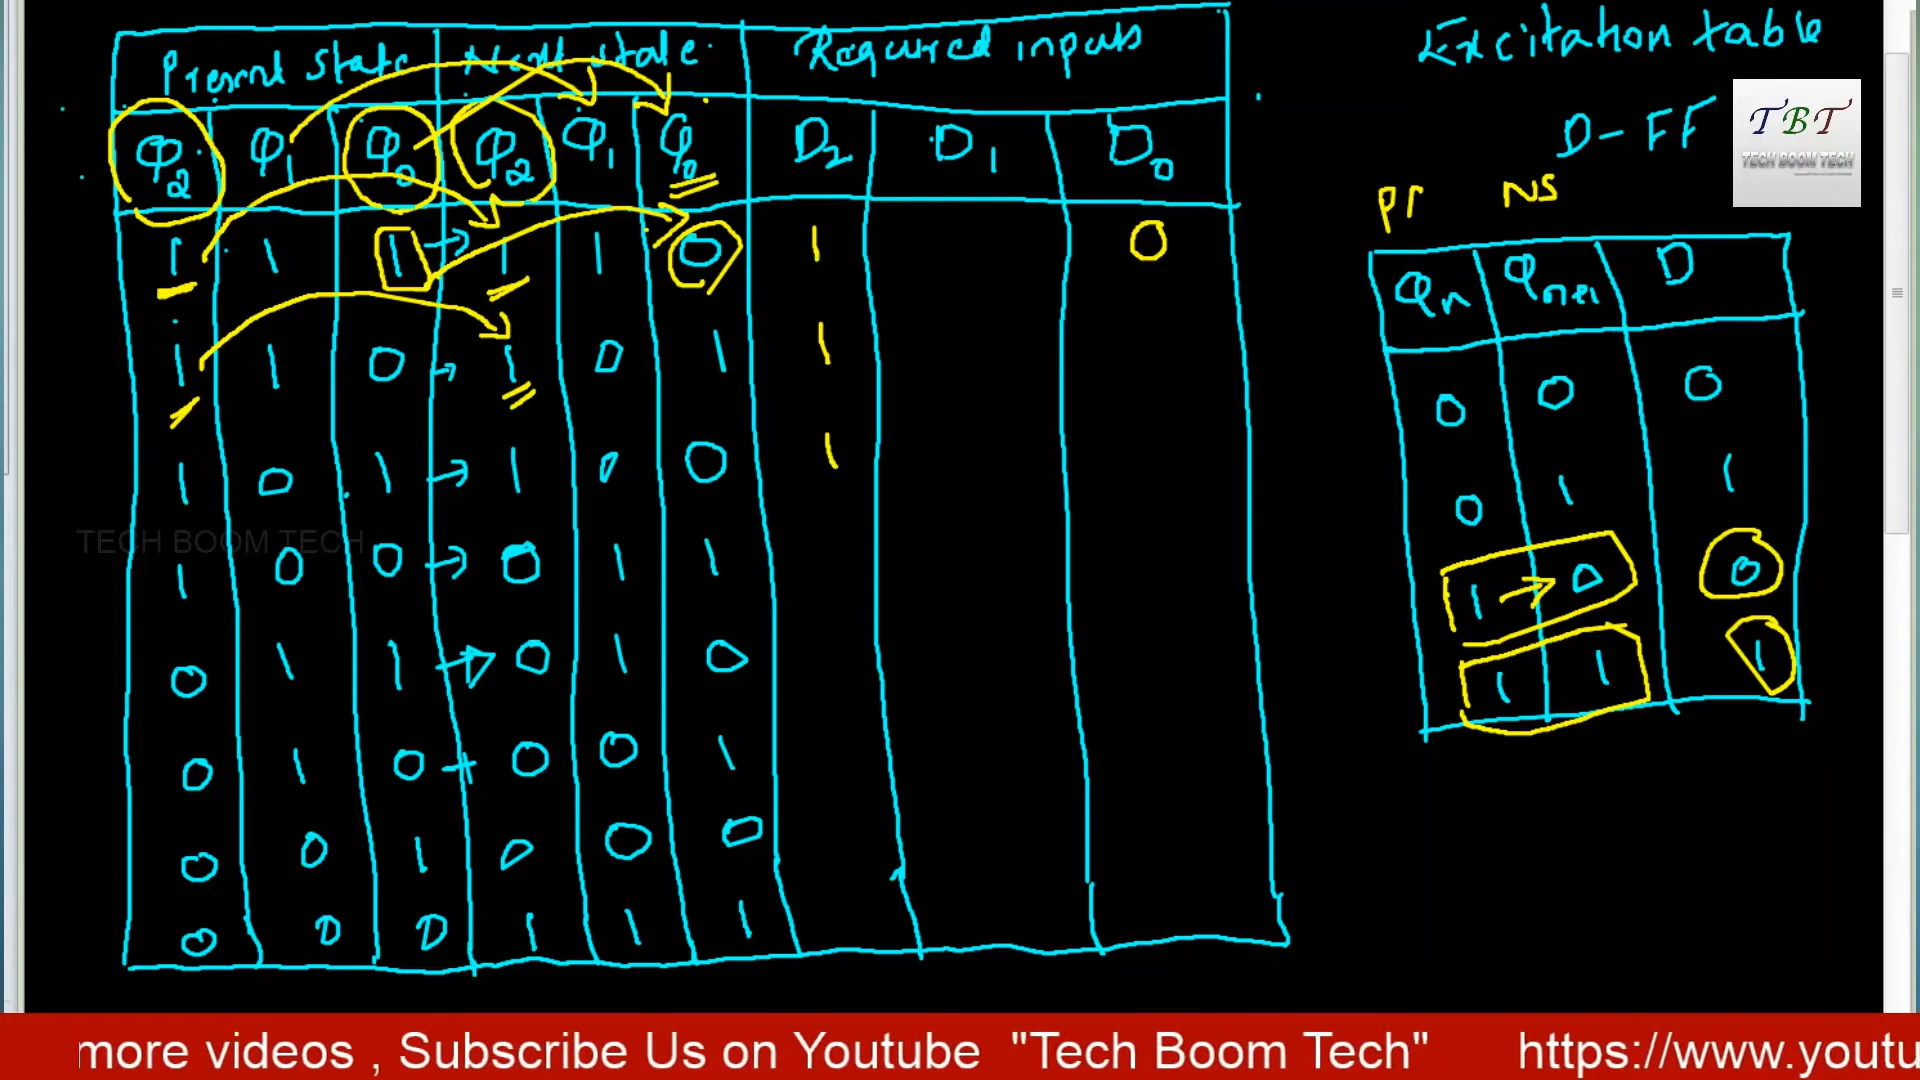 Present state Next state Required inputs
Q2 Q1 Q0 Q2 Q1 Q0 D2 D1 D0
1 1 1 → 1 1 0 1 0
1 1 0 → 1 0 1 1
1 0 1 → 1 0 0 1
1 0 0 → 0 1 1
0 1 1 → 0 1 0
0 1 0 → 0 0 1
0 0 1 0 0 0
0 0 0 1 1 1
Excitation table
D-FF
TBT
TECH BOOM TECH
Pr NS
Qn Qn+1 D
0 0 0
0 1 1
1 → 0 0
1 1 1
TECH BOOM TECH
more videos , Subscribe Us on Youtube "Tech Boom Tech" https://www.youtu